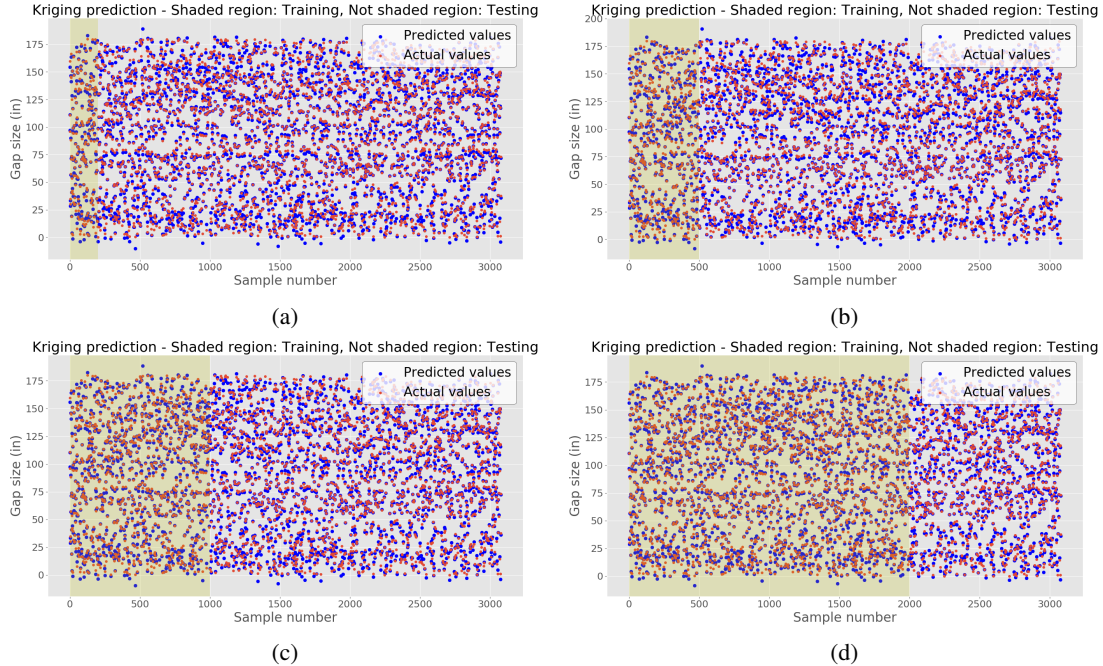 Kriging prediction - Shaded region: Training, Not shaded region: Testing
Predicted values
Actual values
175
150
125
100
75
50
25
0
Gap size (in)
0 500 1000 1500 2000 2500 3000
Sample number
(a)
Kriging prediction - Shaded region: Training, Not shaded region: Testing
Predicted values
Actual values
200
175
150
125
100
75
50
25
0
Gap size (in)
0 500 1000 1500 2000 2500 3000
Sample number
(b)
Kriging prediction - Shaded region: Training, Not shaded region: Testing
Predicted values
Actual values
175
150
125
100
75
50
25
0
Gap size (in)
0 500 1000 1500 2000 2500 3000
Sample number
(c)
Kriging prediction - Shaded region: Training, Not shaded region: Testing
Predicted values
Actual values
175
150
125
100
75
50
25
0
Gap size (in)
0 500 1000 1500 2000 2500 3000
Sample number
(d)